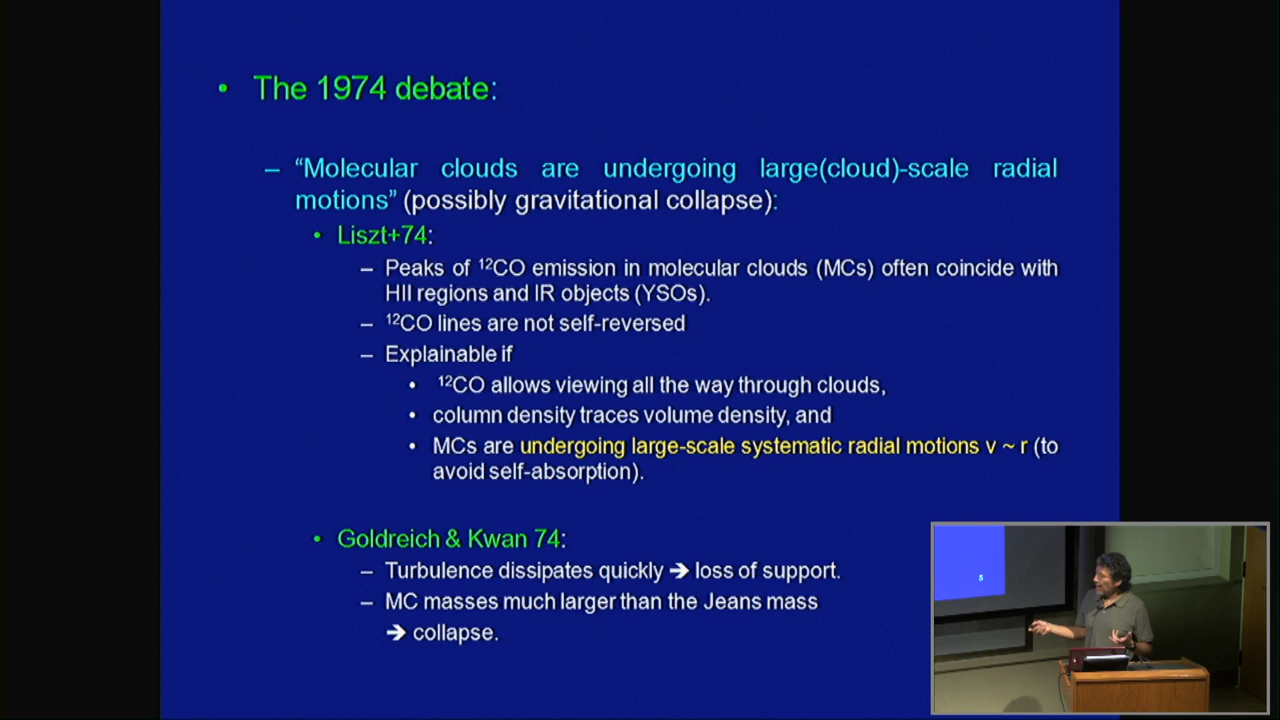 • The 1974 debate:
– “Molecular clouds are undergoing large(cloud)-scale radial
motions” (possibly gravitational collapse):
• Liszt+74:
– Peaks of ¹²CO emission in molecular clouds (MCs) often coincide with
HII regions and IR objects (YSOs).
– ¹²CO lines are not self-reversed
– Explainable if
• ¹²CO allows viewing all the way through clouds,
• column density traces volume density, and
• MCs are undergoing large-scale systematic radial motions v ~ r (to
avoid self-absorption).
• Goldreich & Kwan 74:
– Turbulence dissipates quickly ➔ loss of support.
– MC masses much larger than the Jeans mass
➔ collapse.
5